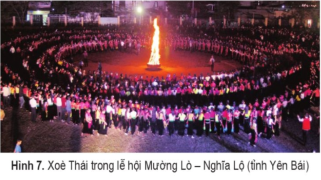 Hình 7. Xoè Thái trong lễ hội Mường Lò – Nghĩa Lộ (tỉnh Yên Bái)